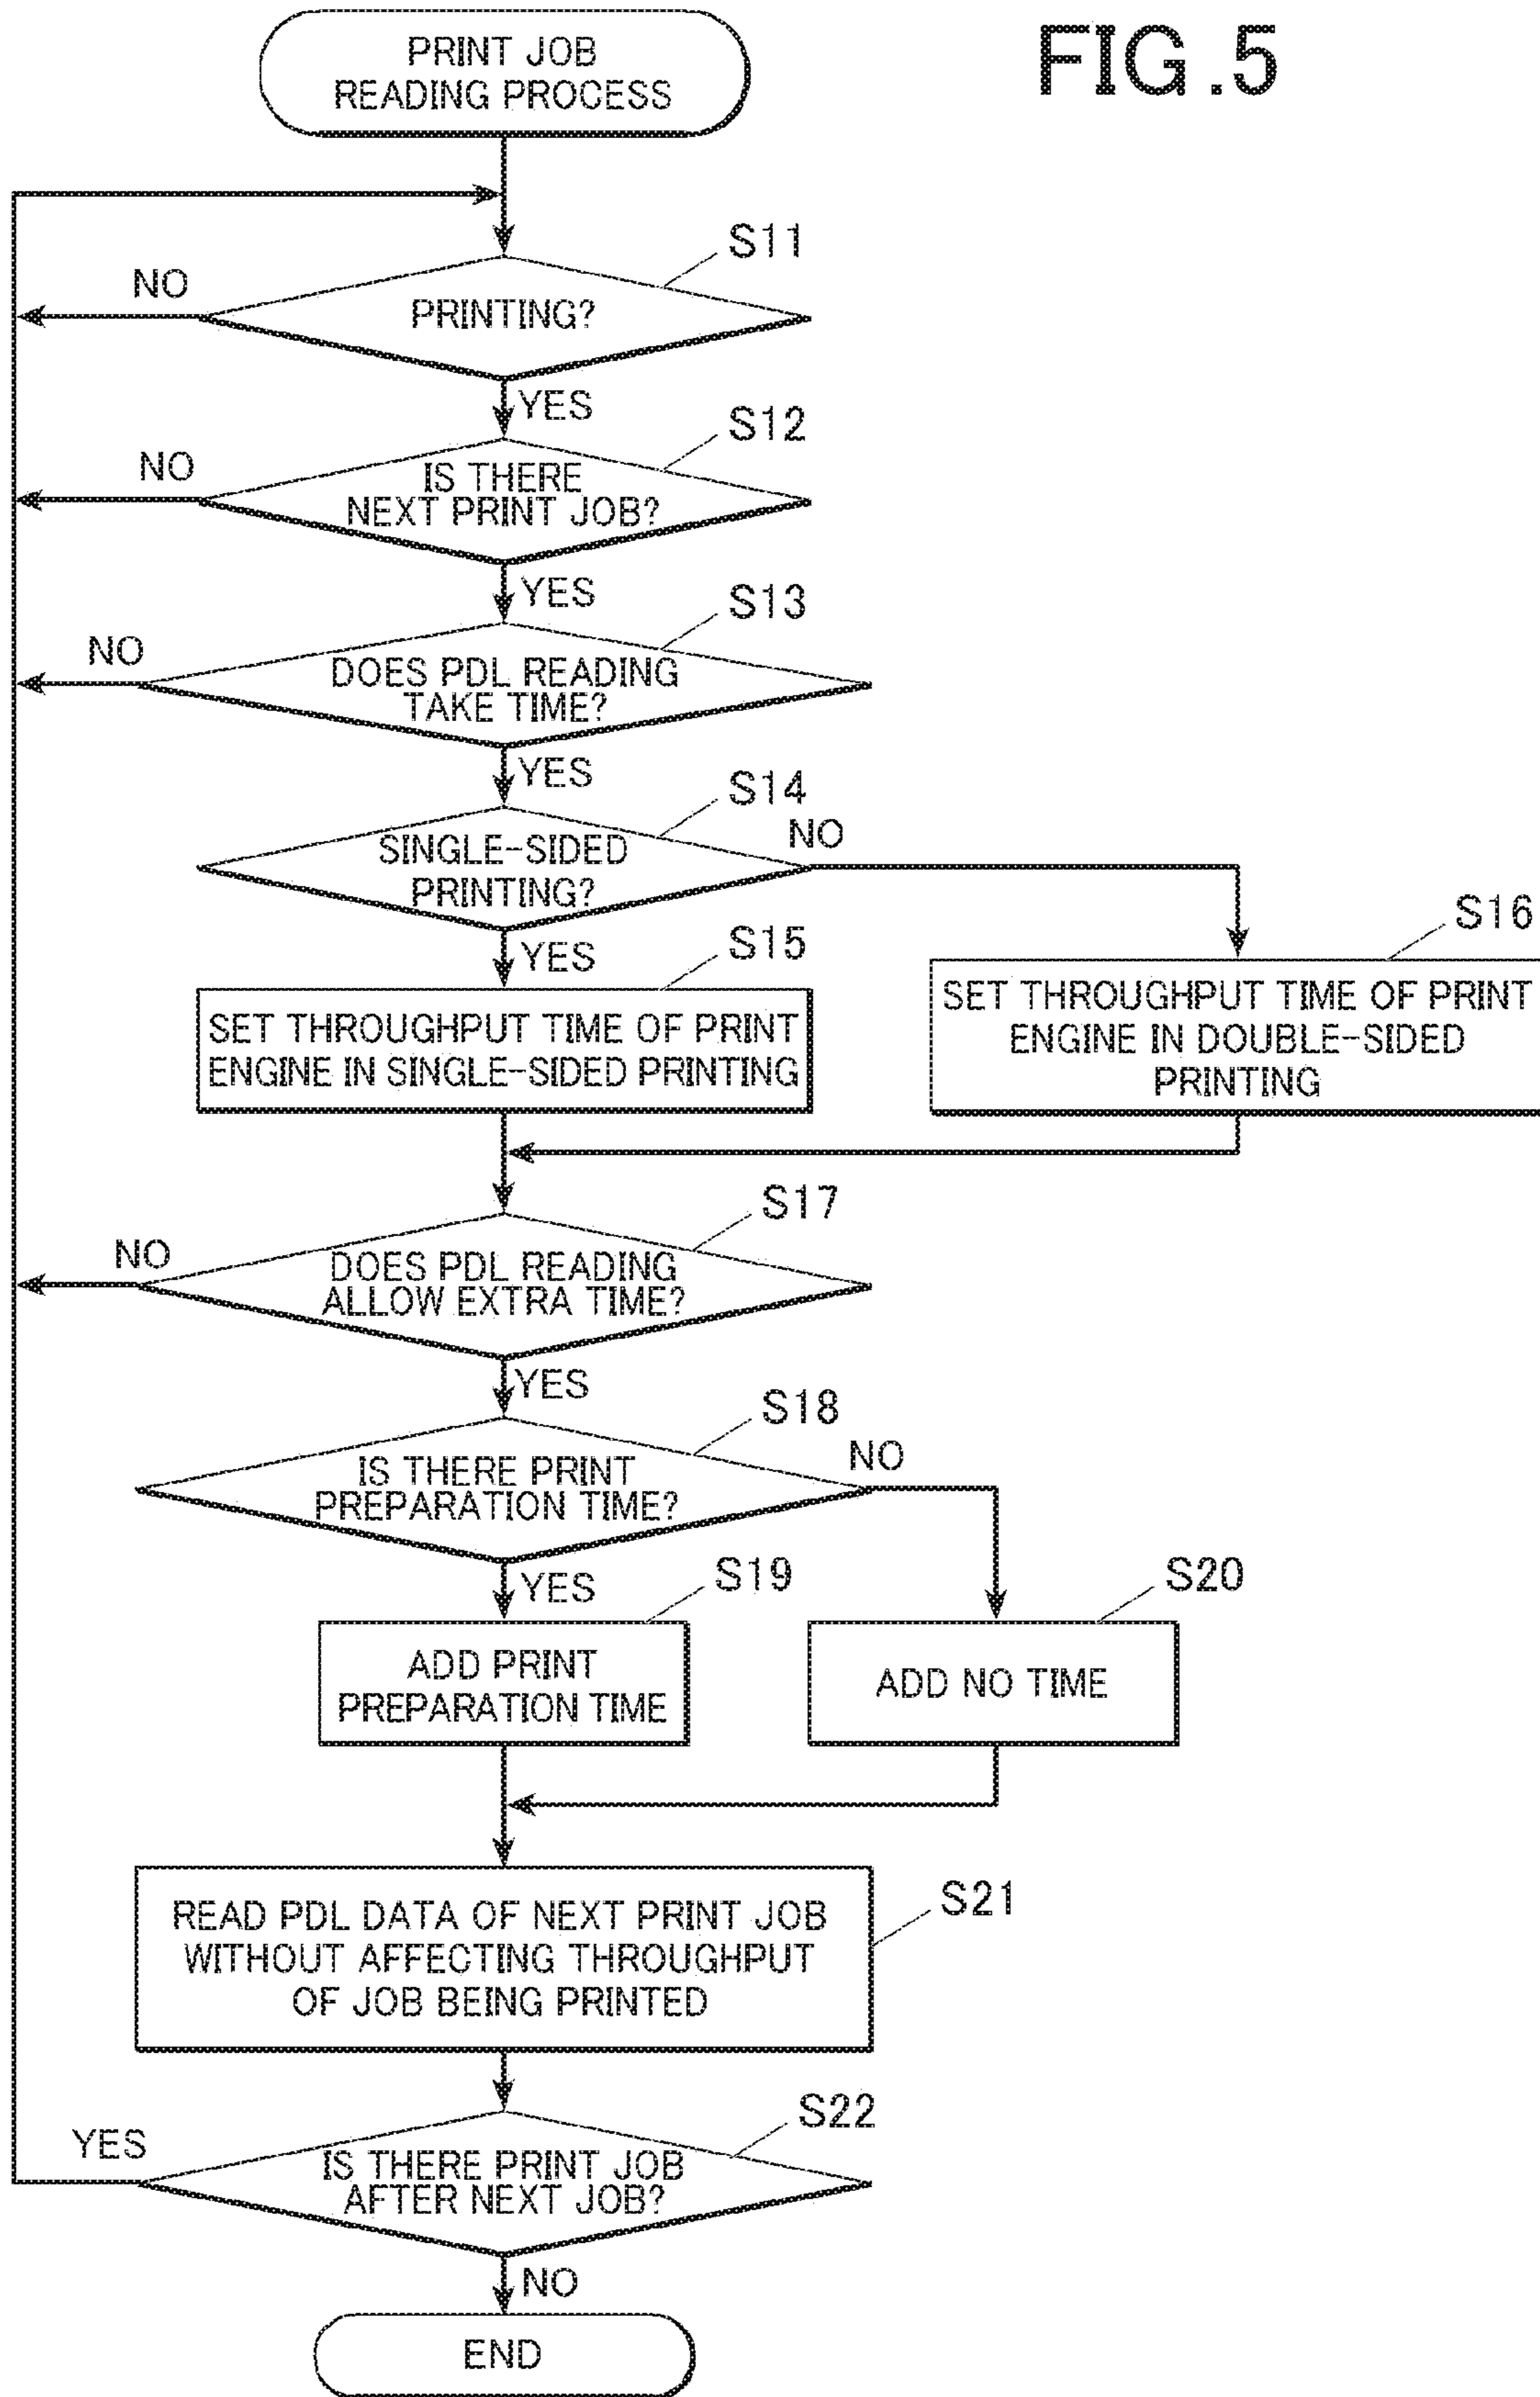 FIG.5
PRINT JOB
READING PROCESS
S11
NO
PRINTING?
YES
S12
NO
IS THERE
NEXT PRINT JOB?
YES
S13
NO
DOES PDL READING
TAKE TIME?
YES
S14
NO
SINGLE-SIDED
PRINTING?
YES
S15
SET THROUGHPUT TIME OF PRINT
ENGINE IN SINGLE-SIDED PRINTING
S16
SET THROUGHPUT TIME OF PRINT
ENGINE IN DOUBLE-SIDED
PRINTING
S17
NO
DOES PDL READING
ALLOW EXTRA TIME?
YES
S18
NO
IS THERE PRINT
PREPARATION TIME?
YES
S19
ADD PRINT
PREPARATION TIME
S20
ADD NO TIME
S21
READ PDL DATA OF NEXT PRINT JOB
WITHOUT AFFECTING THROUGHPUT
OF JOB BEING PRINTED
S22
YES
IS THERE PRINT JOB
AFTER NEXT JOB?
NO
END